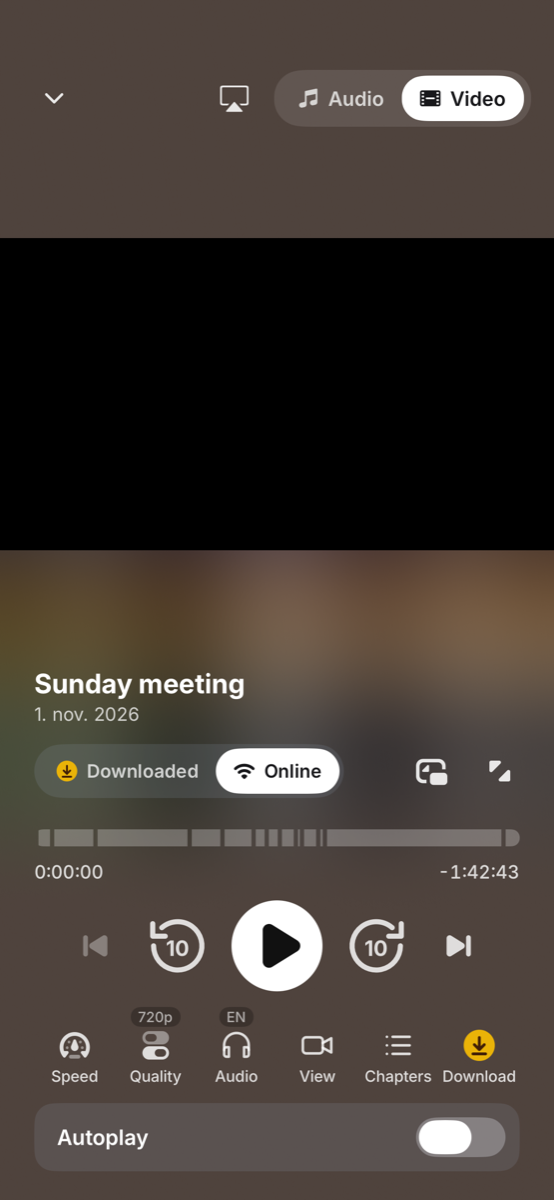 Audio
Video
Sunday meeting
1. nov. 2026
Downloaded
Online
0:00:00
-1:42:43
10
10
720p
EN
Speed
Quality
Audio
View
Chapters
Download
Autoplay